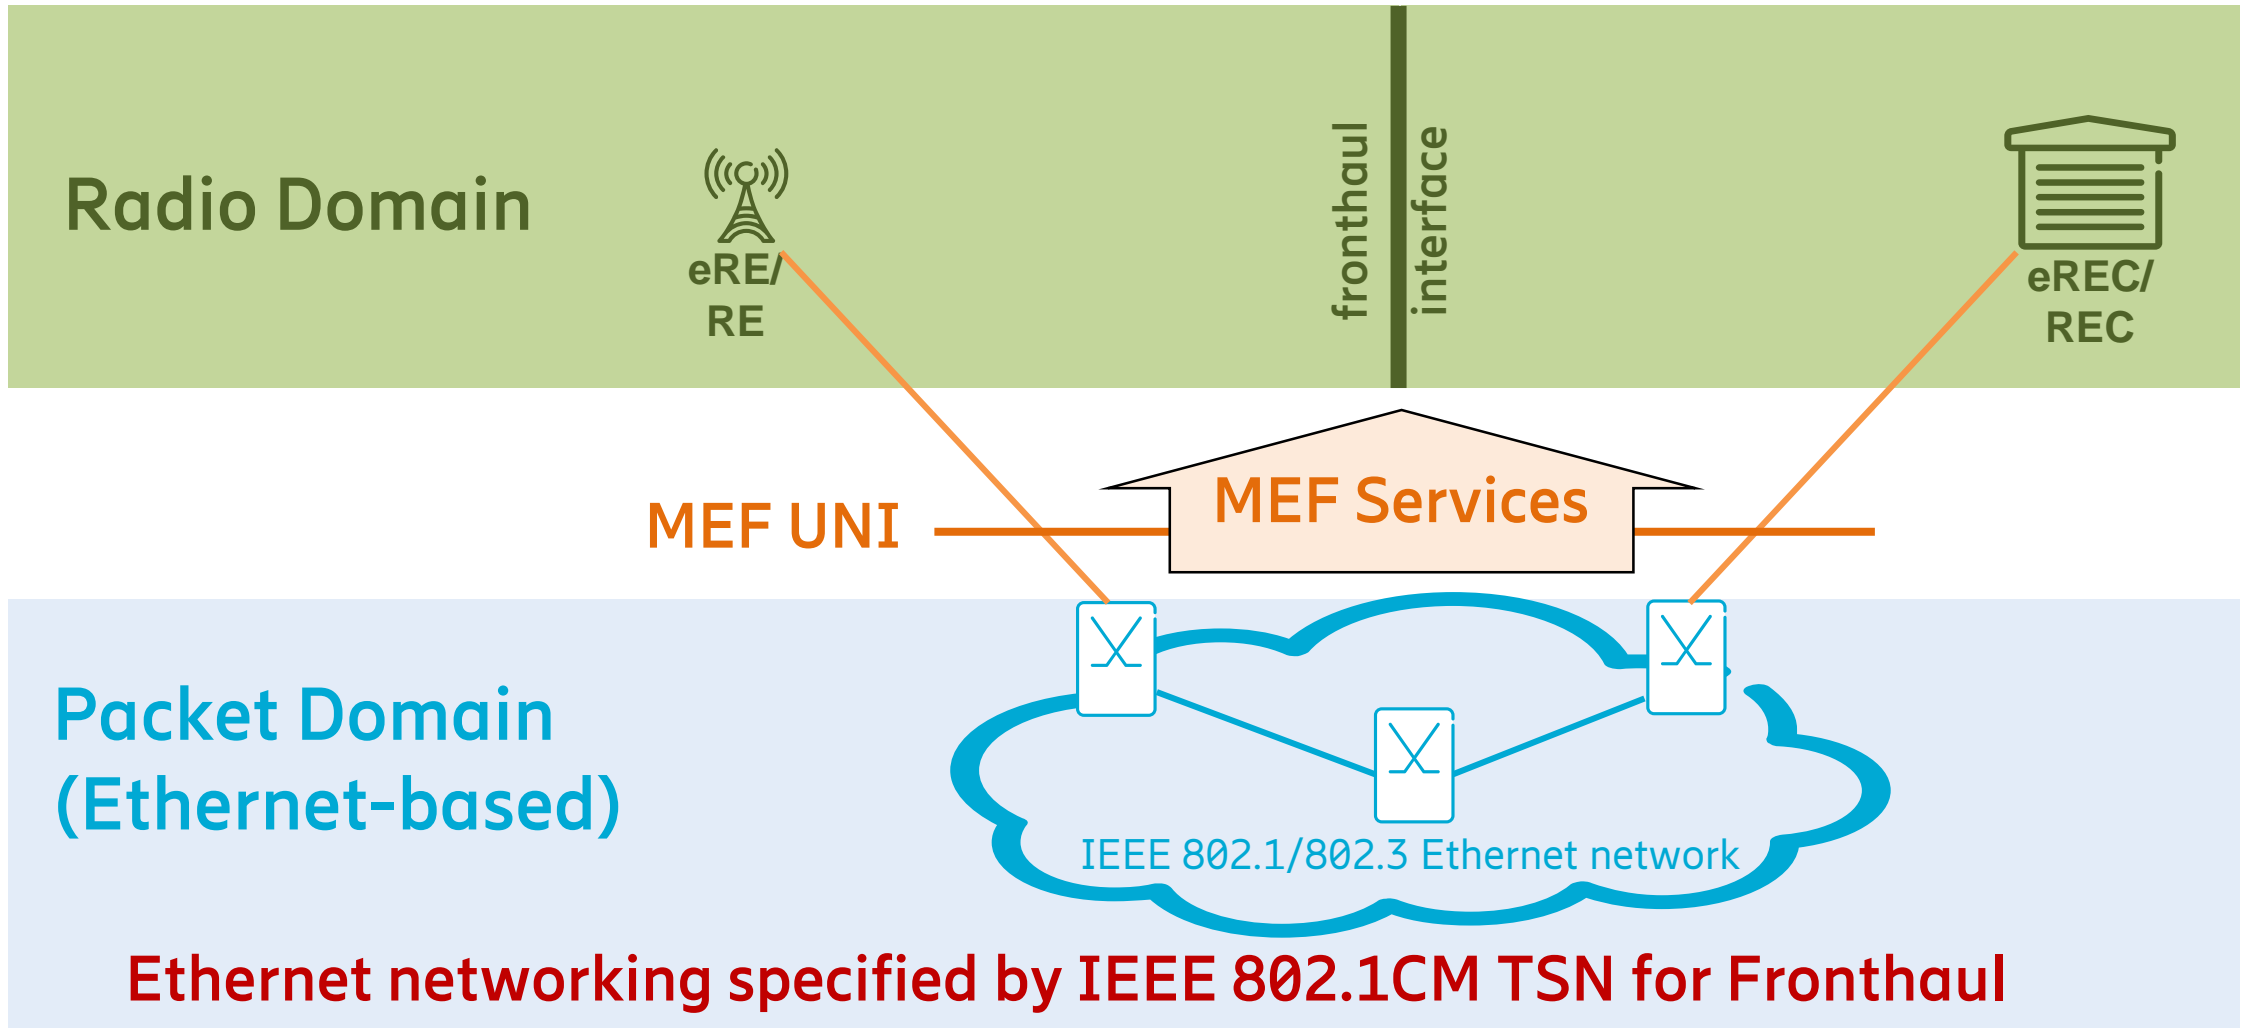 Radio Domain
eRE/
RE
fronthaul
interface
eREC/
REC
MEF UNI
MEF Services
Packet Domain
(Ethernet-based)
IEEE 802.1/802.3 Ethernet network
Ethernet networking specified by IEEE 802.1CM TSN for Fronthaul